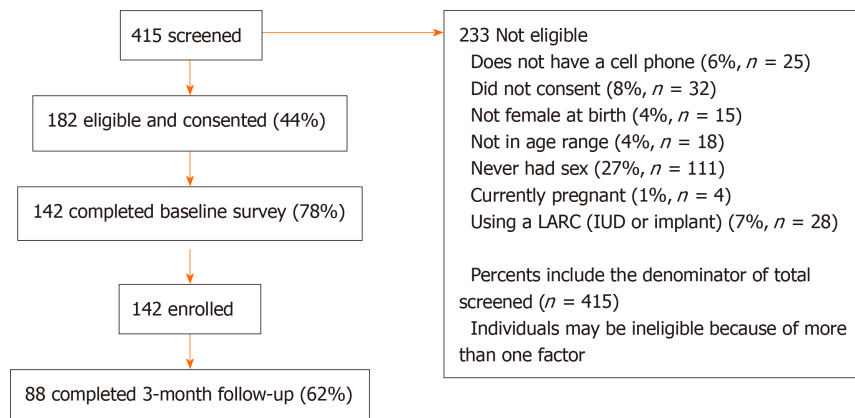 415 screened
182 eligible and consented (44%)
142 completed baseline survey (78%)
142 enrolled
88 completed 3-month follow-up (62%)
233 Not eligible
Does not have a cell phone (6%, n = 25)
Did not consent (8%, n = 32)
Not female at birth (4%, n = 15)
Not in age range (4%, n = 18)
Never had sex (27%, n = 111)
Currently pregnant (1%, n = 4)
Using a LARC (IUD or implant) (7%, n = 28)
Percents include the denominator of total
screened (n = 415)
Individuals may be ineligible because of more
than one factor